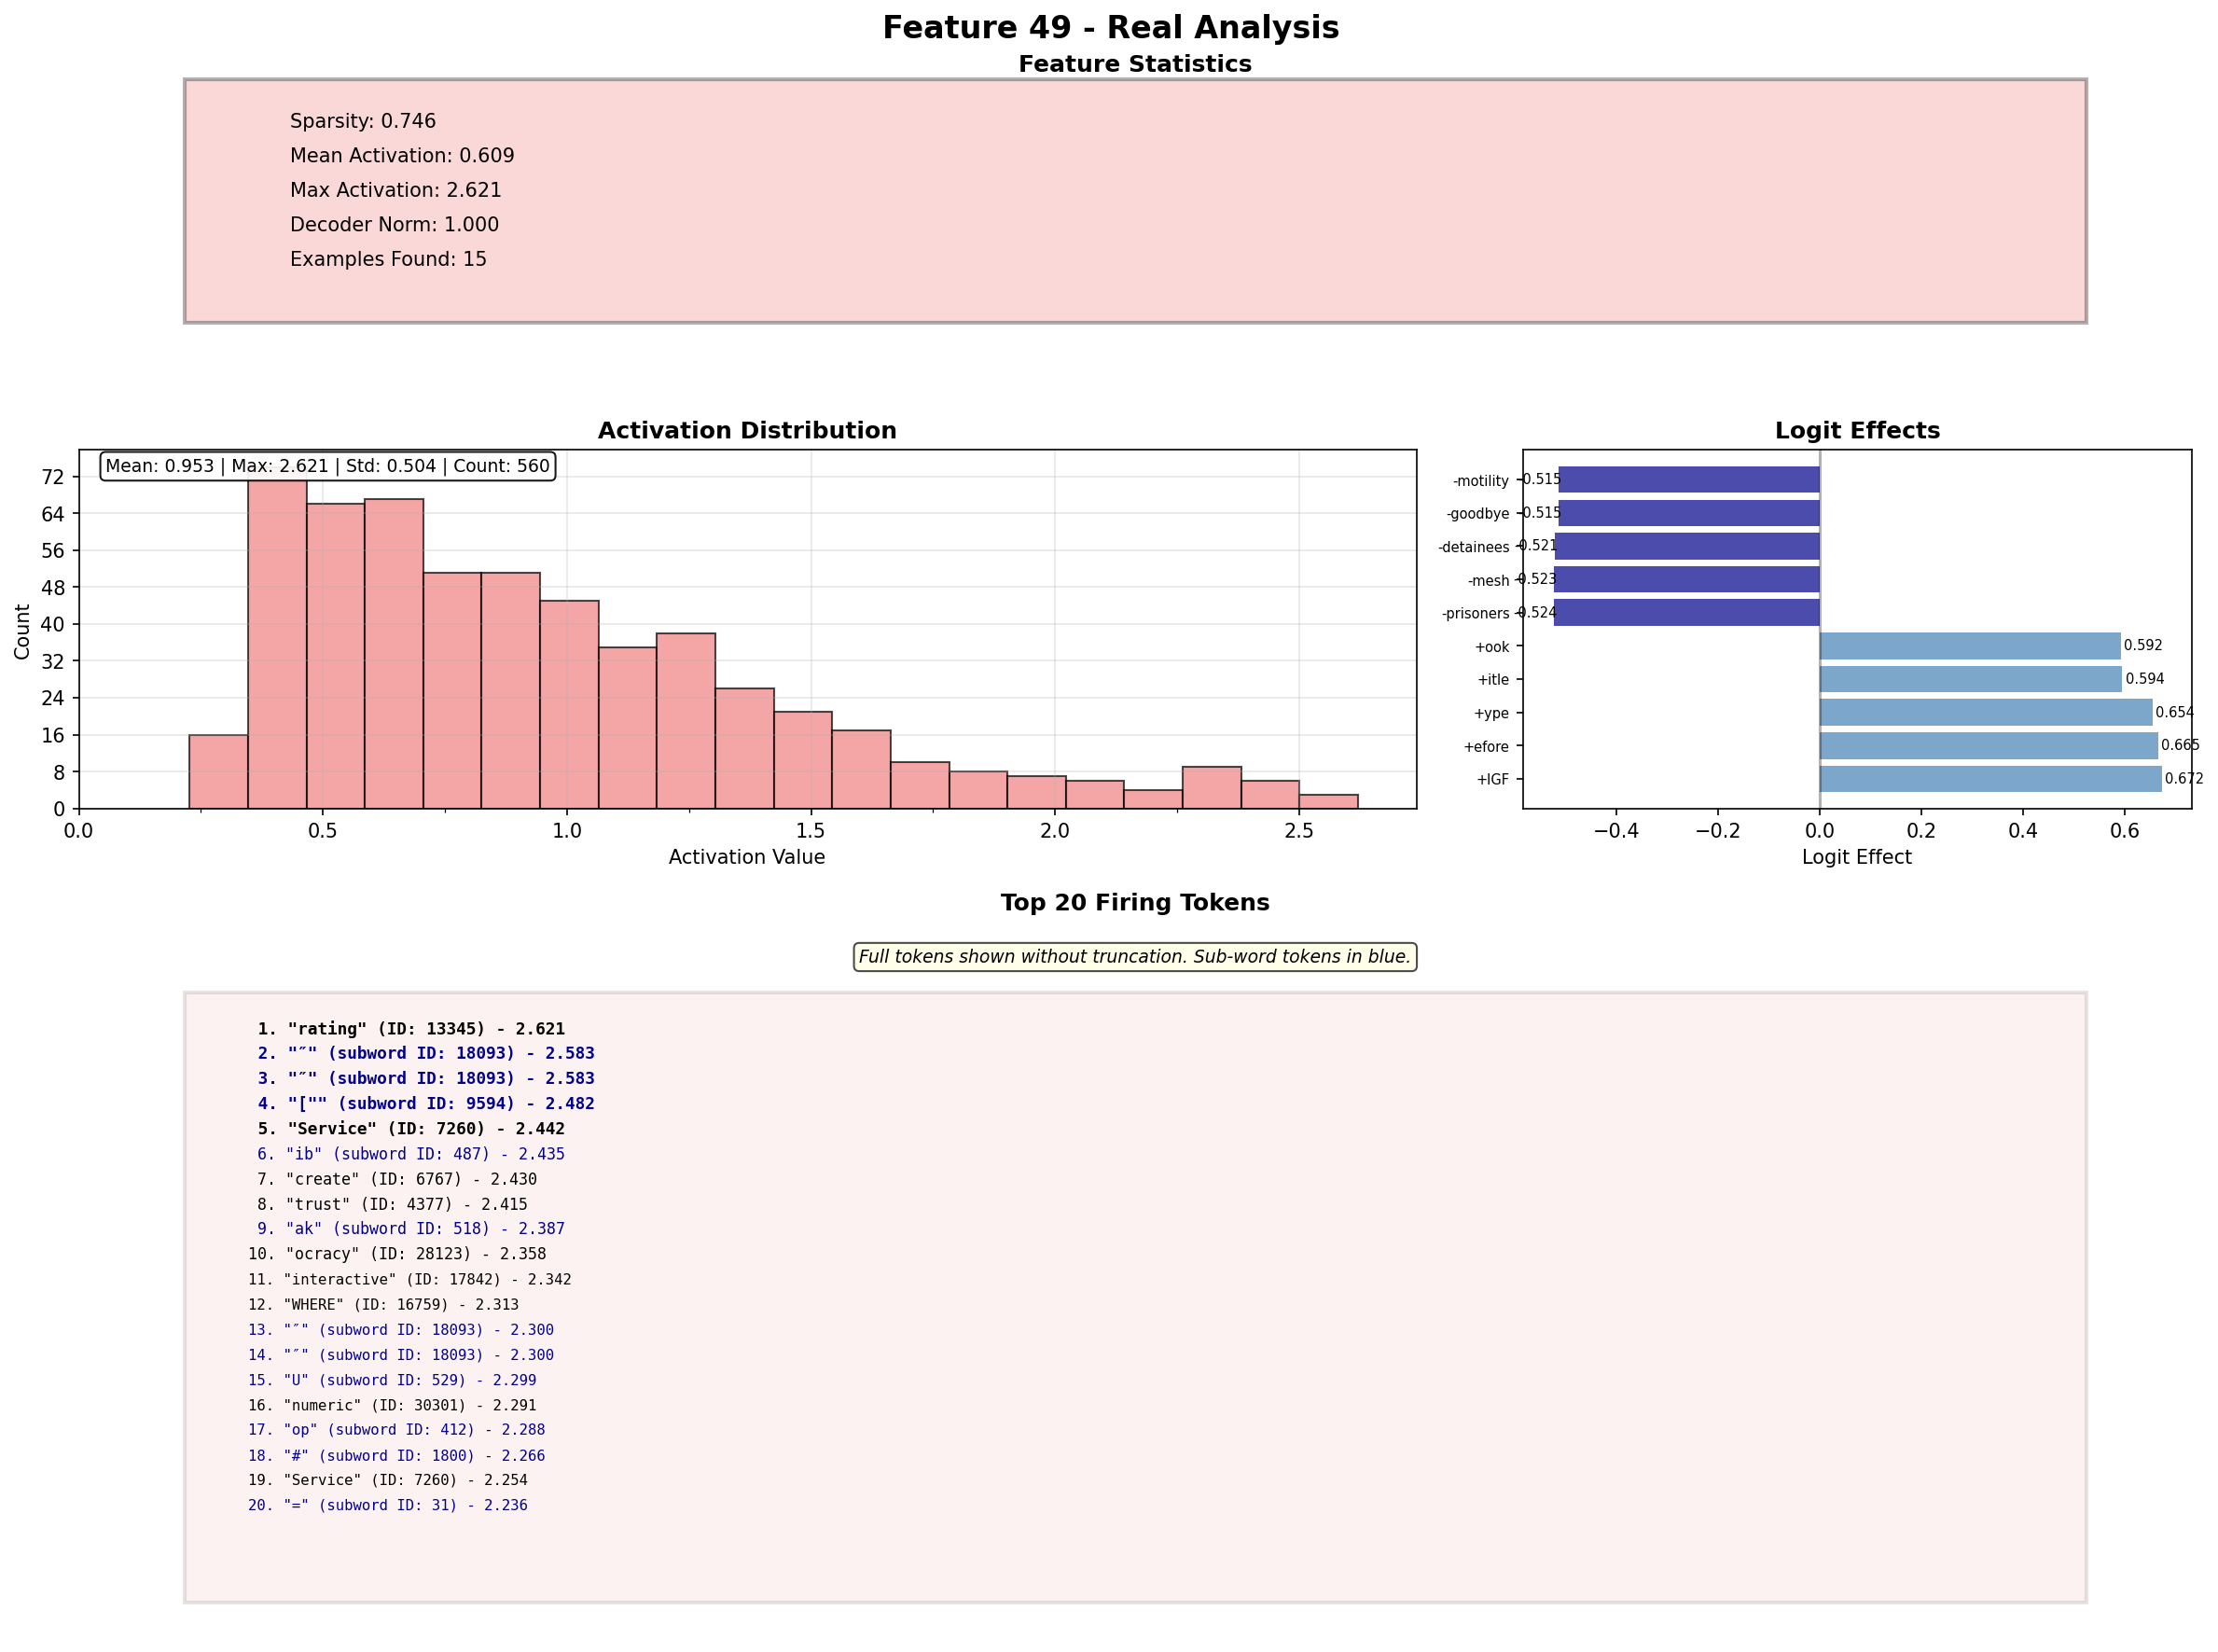 Feature 49 - Real Analysis
Feature Statistics
Sparsity: 0.746
Mean Activation: 0.609
Max Activation: 2.621
Decoder Norm: 1.000
Examples Found: 15
Activation Distribution
Mean: 0.953 | Max: 2.621 | Std: 0.504 | Count: 560
Count
72
64
56
48
40
32
24
16
8
0
0.0 0.5 1.0 1.5 2.0 2.5
Activation Value
Logit Effects
-motility -0.515
-goodbye -0.515
-detainees -0.521
-mesh -0.523
-prisoners -0.524
+ook 0.592
+itle 0.594
+ype 0.654
+efore 0.665
+IGF 0.672
−0.4 −0.2 0.0 0.2 0.4 0.6
Logit Effect
Top 20 Firing Tokens
Full tokens shown without truncation. Sub-word tokens in blue.
1. "rating" (ID: 13345) - 2.621
2. "˝" (subword ID: 18093) - 2.583
3. "˝" (subword ID: 18093) - 2.583
4. "["" (subword ID: 9594) - 2.482
5. "Service" (ID: 7260) - 2.442
6. "ib" (subword ID: 487) - 2.435
7. "create" (ID: 6767) - 2.430
8. "trust" (ID: 4377) - 2.415
9. "ak" (subword ID: 518) - 2.387
10. "ocracy" (ID: 28123) - 2.358
11. "interactive" (ID: 17842) - 2.342
12. "WHERE" (ID: 16759) - 2.313
13. "˝" (subword ID: 18093) - 2.300
14. "˝" (subword ID: 18093) - 2.300
15. "U" (subword ID: 529) - 2.299
16. "numeric" (ID: 30301) - 2.291
17. "op" (subword ID: 412) - 2.288
18. "#" (subword ID: 1800) - 2.266
19. "Service" (ID: 7260) - 2.254
20. "=" (subword ID: 31) - 2.236